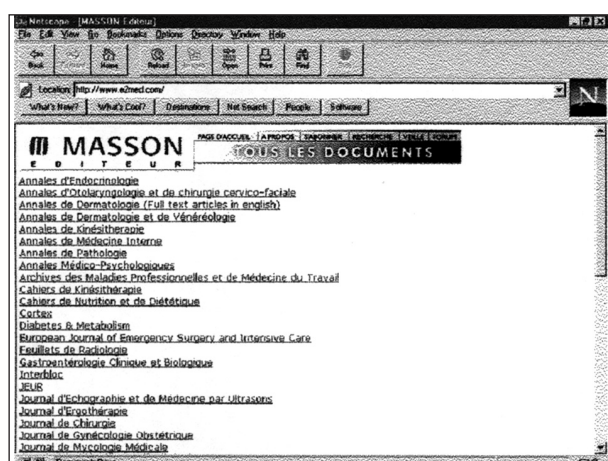 Netscape - [MASSON Editeur]
File Edit View Go Bookmarks Options Directory Window Help
Back Home Reload Open Print Find
Location: http://www.e2med.com/
What's New? What's Cool? Destinations Net Search People Software
N
MASSON
EDITEUR
PAGE D'ACCUEIL A PROPOS S'ABONNER RECHERCHE VEILLE FORUM
TOUS LES DOCUMENTS
Annales d'Endocrinologie
Annales d'Otolaryngologie et de chirurgie cervico-faciale
Annales de Dermatologie (Full text articles in english)
Annales de Dermatologie et de Vénéréologie
Annales de Kinésithérapie
Annales de Médecine Interne
Annales de Pathologie
Annales Médico-Psychologiques
Archives des Maladies Professionnelles et de Médecine du Travail
Cahiers de Kinésithérapie
Cahiers de Nutrition et de Diététique
Cortex
Diabetes & Metabolism
European Journal of Emergency Surgery and Intensive Care
Feuillets de Radiologie
Gastroentérologie Clinique et Biologique
Interbloc
JEUR
Journal d'Echographie et de Médecine par Ultrasons
Journal d'Ergothérapie
Journal de Chirurgie
Journal de Gynécologie Obstétrique
Journal de Mycologie Médicale